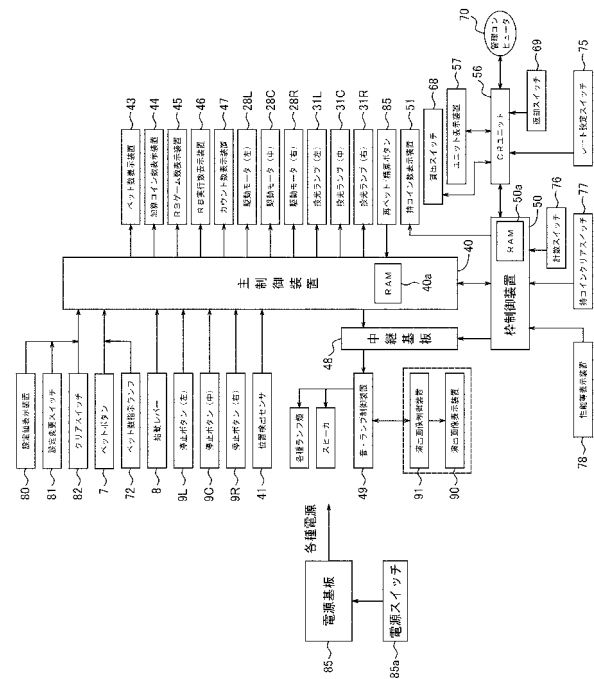 設定値表示装置
80
設定変更スイッチ
81
クリアスイッチ
82
ベットボタン
7
ベット数指示ランプ
72
始動レバー
8
停止ボタン(左)
9L
停止ボタン(中)
9C
停止ボタン(右)
9R
位置検出センサ
41
主制御装置
40
RAM
40a
ベット数表示装置
43
加算コイン数表示装置
44
RBゲーム数表示装置
45
RB実行数表示装置
46
カウント数表示装置
47
駆動モータ(左)
28L
駆動モータ(中)
28C
駆動モータ(右)
28R
投光ランプ(左)
31L
投光ランプ(中)
31C
投光ランプ(右)
31R
再ベット/精算ボタン
85
持コイン数表示装置
51
中継基板
48
各種ランプ類
スピーカ
音・ランプ制御装置
49
演出画像制御装置
91
演出画像表示装置
90
枠制御装置
50
RAM
50a
計数スイッチ
76
持コインクリアスイッチ
77
性能等表示装置
78
貸出スイッチ
68
ユニット表示装置
57
CRユニット
56
返却スイッチ
69
管理コンピュータ
70
レート設定スイッチ
75
各種電源
電源基板
85
電源スイッチ
85a